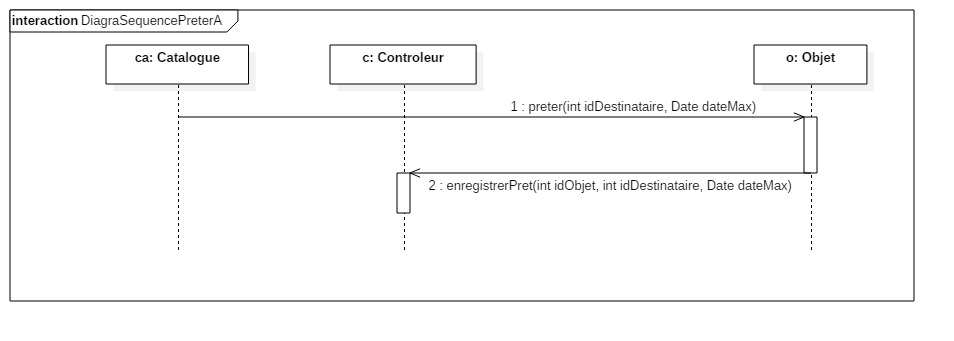 interaction DiagraSequencePreterA
ca: Catalogue
c: Controleur
o: Objet
1 : preter(int idDestinataire, Date dateMax)
2 : enregistrerPret(int idObjet, int idDestinataire, Date dateMax)